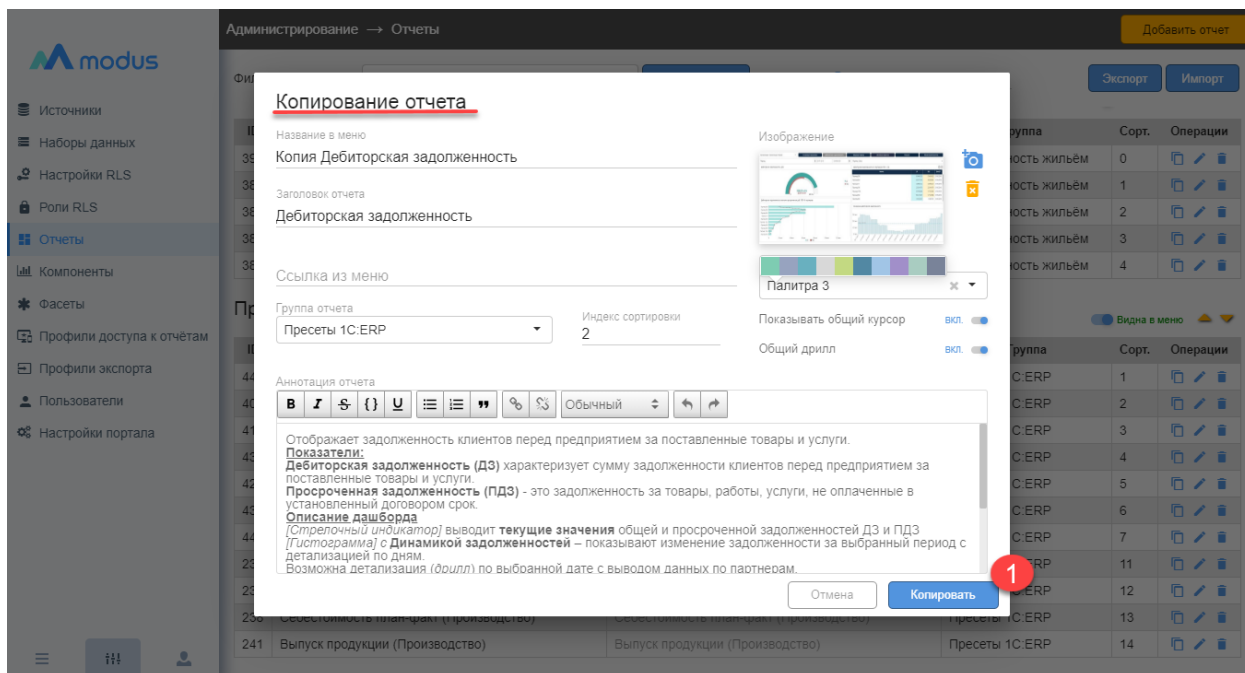 modus
Администрирование → Отчеты
Добавить отчет
Экспорт
Импорт
Источники
Наборы данных
Настройки RLS
Роли RLS
Отчеты
Компоненты
Фасеты
Профили доступа к отчётам
Профили экспорта
Пользователи
Настройки портала
Копирование отчета
Название в меню
Копия Дебиторская задолженность
Заголовок отчета
Дебиторская задолженность
Ссылка из меню
Группа отчета
Пресеты 1С:ERP
Индекс сортировки
2
Изображение
Палитра 3
Показывать общий курсор вкл.
Общий дрилл вкл.
Аннотация отчета
B I S {} U Обычный
Отображает задолженность клиентов перед предприятием за поставленные товары и услуги.
Показатели:
Дебиторская задолженность (ДЗ) характеризует сумму задолженности клиентов перед предприятием за
поставленные товары и услуги.
Просроченная задолженность (ПДЗ) - это задолженность за товары, работы, услуги, не оплаченные в
установленный договором срок.
Описание дашборда
[Стрелочный индикатор] выводит текущие значения общей и просроченной задолженностей ДЗ и ПДЗ
[Гистограмма] с Динамикой задолженностей – показывают изменение задолженности за выбранный период с
детализацией по дням.
Возможна детализация (дрилл) по выбранной дате с выводом данных по партнерам.
Отмена
Копировать
1
Сорт. Операции
0
1
2
3
4
Видна в меню
Сорт. Операции
С:ERP 1
С:ERP 2
С:ERP 3
С:ERP 4
С:ERP 5
С:ERP 6
С:ERP 7
11
С:ERP 12
238 Себестоимость план-факт (Производство) Себестоимость план-факт (Производство) Пресеты 1С:ERP 13
241 Выпуск продукции (Производство) Выпуск продукции (Производство) Пресеты 1С:ERP 14